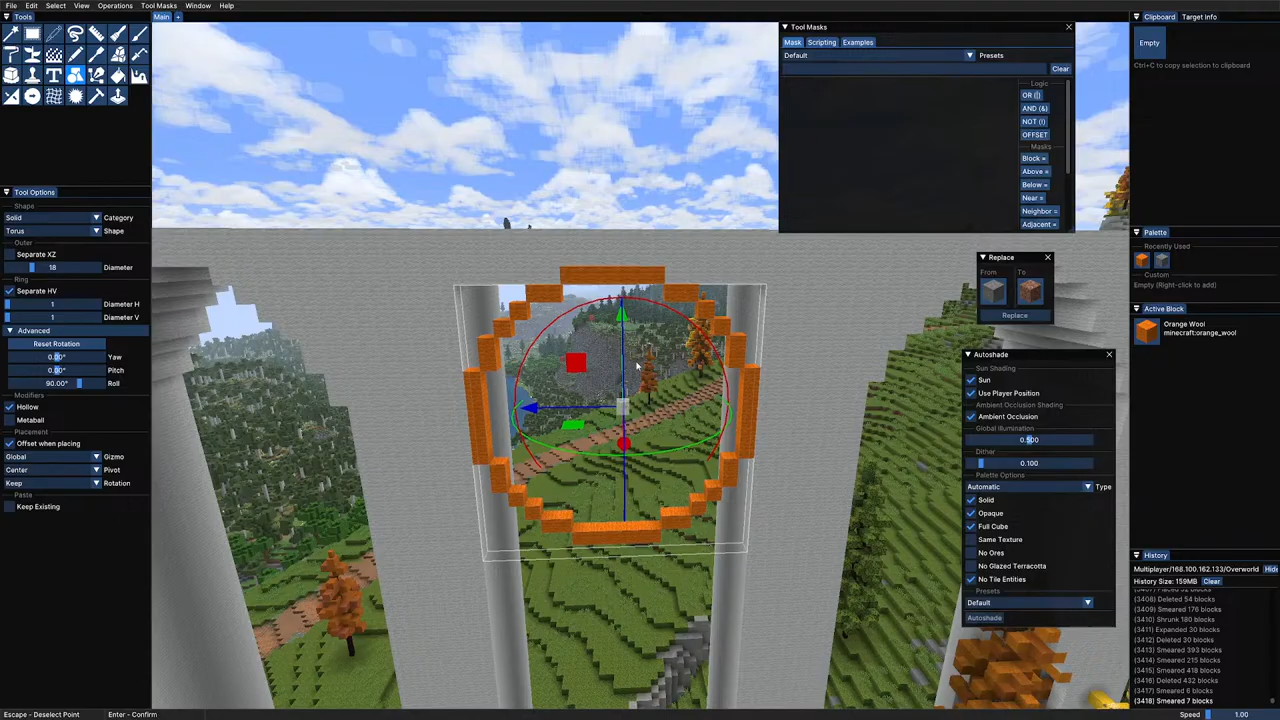 File Edit Select View Operations Tool Masks Window Help
Tools
Main +
Tool Masks
Mask Scripting Examples
Default Presets
Clear
Logic
OR (|)
AND (&)
NOT (!)
OFFSET
Masks
Block =
Above =
Below =
Near =
Neighbor =
Adjacent =
Clipboard Target Info
Empty
Ctrl+C to copy selection to clipboard
Tool Options
Shape
Solid Category
Torus Shape
Outer
Separate XZ
18 Diameter
Ring
Separate HV
1 Diameter H
1 Diameter V
Advanced
Reset Rotation
0.00° Yaw
0.00° Pitch
90.00° Roll
Modifiers
Hollow
Metaball
Placement
Offset when placing
Global Gizmo
Center Pivot
Keep Rotation
Paste
Keep Existing
Replace
From To
Replace
Palette
Recently Used
Custom
Empty (Right-click to add)
Active Block
Orange Wool
minecraft:orange_wool
Autoshade
Sun Shading
Sun
Use Player Position
Ambient Occlusion Shading
Ambient Occlusion
Global Illumination
0.500
Dither
0.100
Palette Options
Automatic Type
Solid
Opaque
Full Cube
Same Texture
No Ores
No Glazed Terracotta
No Tile Entities
Presets
Default
Autoshade
History
Multiplayer/168.100.162.133/Overworld Hide
History Size: 159MB Clear
(3408) Deleted 54 blocks
(3409) Smeared 176 blocks
(3410) Shrunk 180 blocks
(3411) Expanded 30 blocks
(3412) Deleted 30 blocks
(3413) Smeared 393 blocks
(3414) Smeared 215 blocks
(3415) Smeared 418 blocks
(3416) Deleted 432 blocks
(3417) Smeared 6 blocks
(3418) Smeared 7 blocks
Escape - Deselect Point Enter - Confirm
Speed 1.00